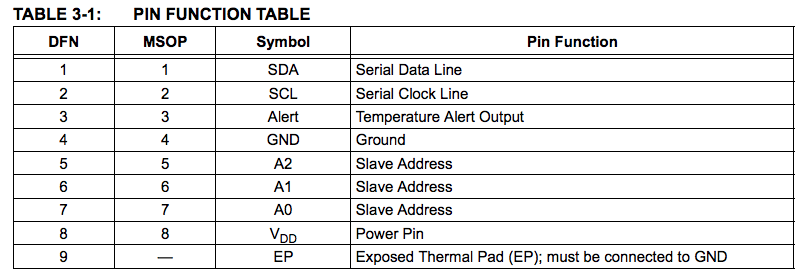 TABLE 3-1: PIN FUNCTION TABLE
DFN MSOP Symbol Pin Function
1 1 SDA Serial Data Line
2 2 SCL Serial Clock Line
3 3 Alert Temperature Alert Output
4 4 GND Ground
5 5 A2 Slave Address
6 6 A1 Slave Address
7 7 A0 Slave Address
8 8 VDD Power Pin
9 — EP Exposed Thermal Pad (EP); must be connected to GND